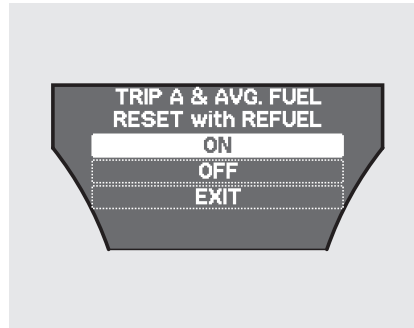 TRIP A & AVG. FUEL
RESET with REFUEL
ON
OFF
EXIT